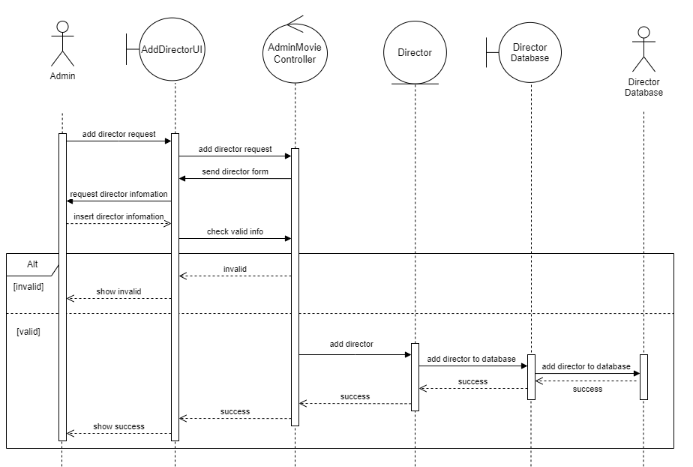 Admin
AddDirectorUI
AdminMovie
Controller
Director
Director
Database
Director
Database
add director request
add director request
send director form
request director infomation
insert director infomation
check valid info
Alt
[invalid]
invalid
show invalid
[valid]
add director
add director to database
add director to database
success
success
success
success
show success